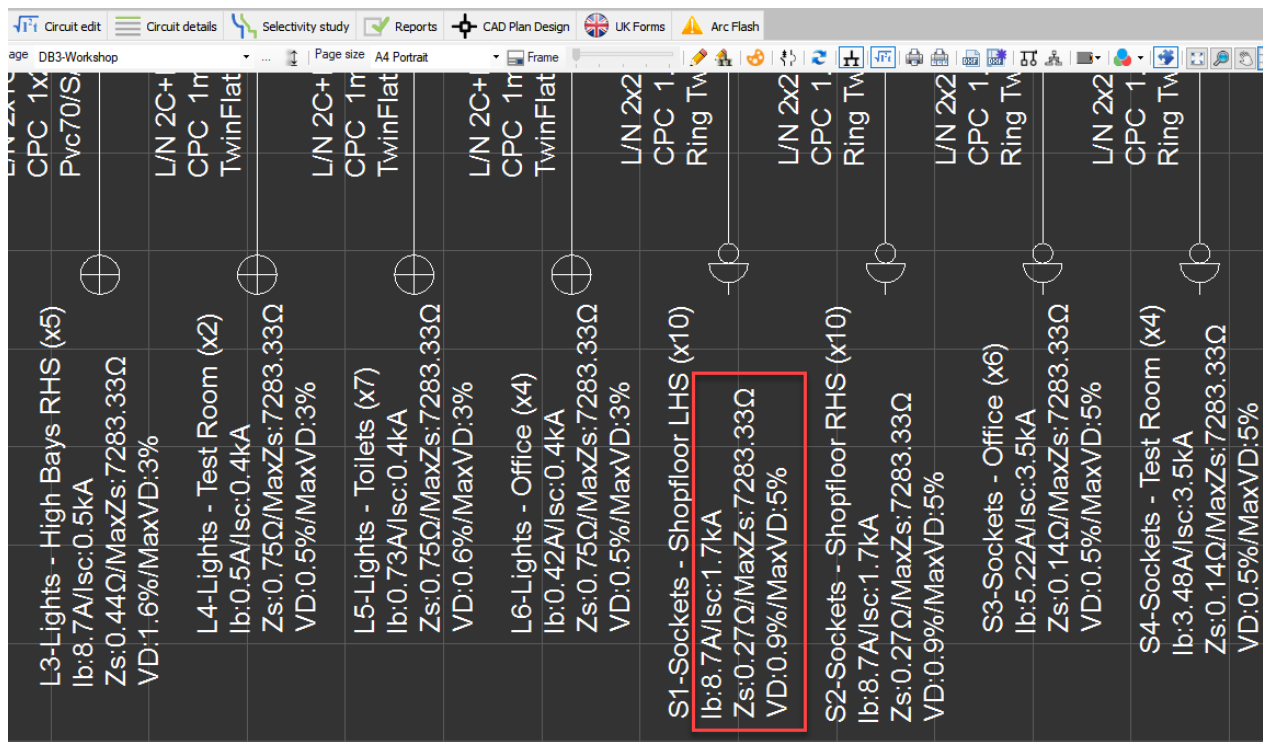 Circuit edit
Circuit details
Selectivity study
Reports
CAD Plan Design
UK Forms
Arc Flash
age
DB3-Workshop
...
Page size
A4 Portrait
Frame
CPC 1x
Pvc70/S
L/N 2C+
CPC 1m
TwinFlat
L/N 2C+
CPC 1m
TwinFlat
L/N 2C+
CPC 1m
TwinFlat
L/N 2x2
CPC 1.
Ring Tw
L/N 2x2
CPC 1.
Ring Tw
L/N 2x2
CPC 1.
Ring Tw
L/N 2x2
CPC 1.
Ring Tw
L3-Lights - High Bays RHS (x5)
Ib:8.7A/Isc:0.5kA
Zs:0.44Ω/MaxZs:7283.33Ω
VD:1.6%/MaxVD:3%
L4-Lights - Test Room (x2)
Ib:0.5A/Isc:0.4kA
Zs:0.75Ω/MaxZs:7283.33Ω
VD:0.5%/MaxVD:3%
L5-Lights - Toilets (x7)
Ib:0.73A/Isc:0.4kA
Zs:0.75Ω/MaxZs:7283.33Ω
VD:0.6%/MaxVD:3%
L6-Lights - Office (x4)
Ib:0.42A/Isc:0.4kA
Zs:0.75Ω/MaxZs:7283.33Ω
VD:0.5%/MaxVD:3%
S1-Sockets - Shopfloor LHS (x10)
Ib:8.7A/Isc:1.7kA
Zs:0.27Ω/MaxZs:7283.33Ω
VD:0.9%/MaxVD:5%
S2-Sockets - Shopfloor RHS (x10)
Ib:8.7A/Isc:1.7kA
Zs:0.27Ω/MaxZs:7283.33Ω
VD:0.9%/MaxVD:5%
S3-Sockets - Office (x6)
Ib:5.22A/Isc:3.5kA
Zs:0.14Ω/MaxZs:7283.33Ω
VD:0.5%/MaxVD:5%
S4-Sockets - Test Room (x4)
Ib:3.48A/Isc:3.5kA
Zs:0.14Ω/MaxZs:7283.33Ω
VD:0.5%/MaxVD:5%